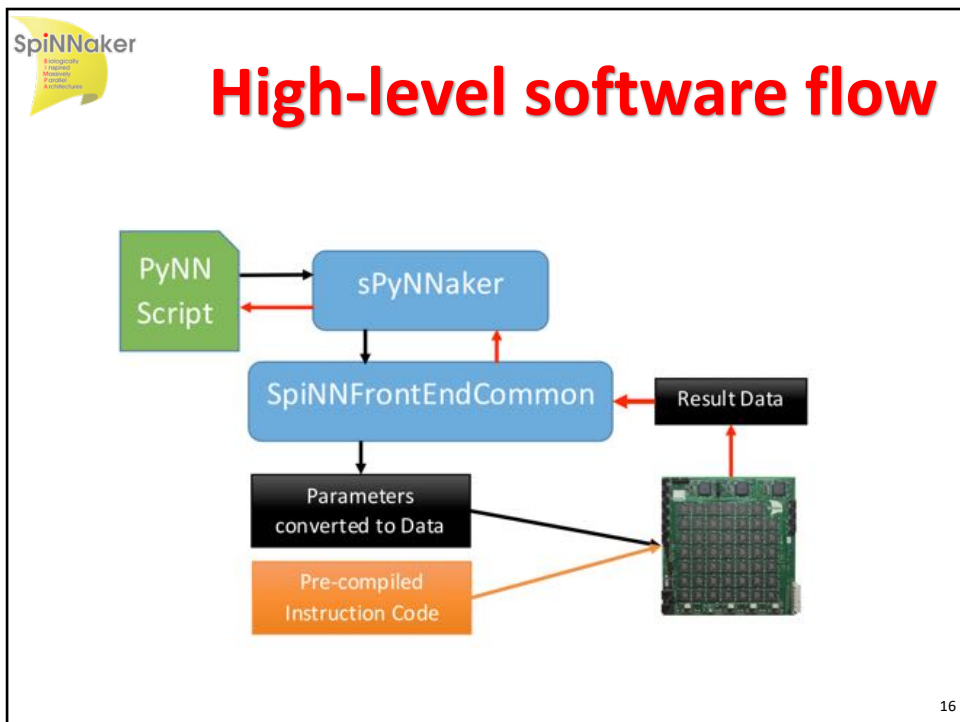 SpiNNaker
Biologically
Inspired
Massively
Parallel
Architectures
High-level software flow
PyNN
Script
sPyNNaker
SpiNNFrontEndCommon
Result Data
Parameters
converted to Data
Pre-compiled
Instruction Code
16